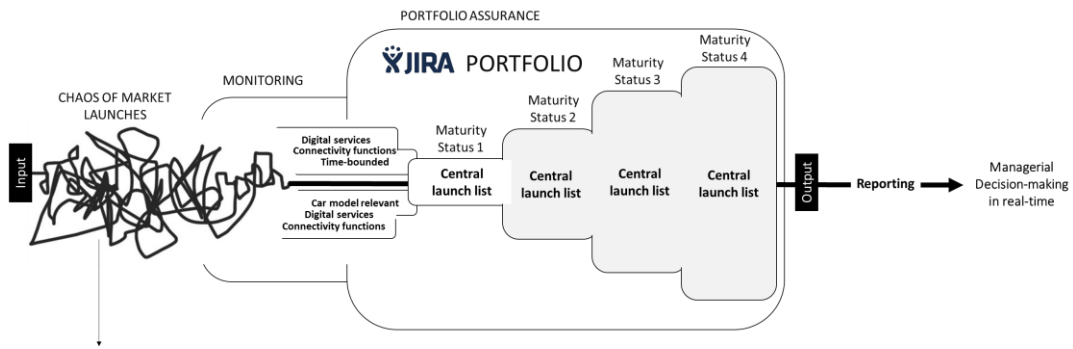 PORTFOLIO ASSURANCE
JIRA PORTFOLIO
MONITORING
CHAOS OF MARKET
LAUNCHES
Input
Digital services
Connectivity functions
Time-bounded
Car model relevant
Digital services
Connectivity functions
Maturity
Status 1
Central
launch list
Maturity
Status 2
Central
launch list
Maturity
Status 3
Central
launch list
Maturity
Status 4
Central
launch list
Output
Reporting
Managerial
Decision-making
in real-time